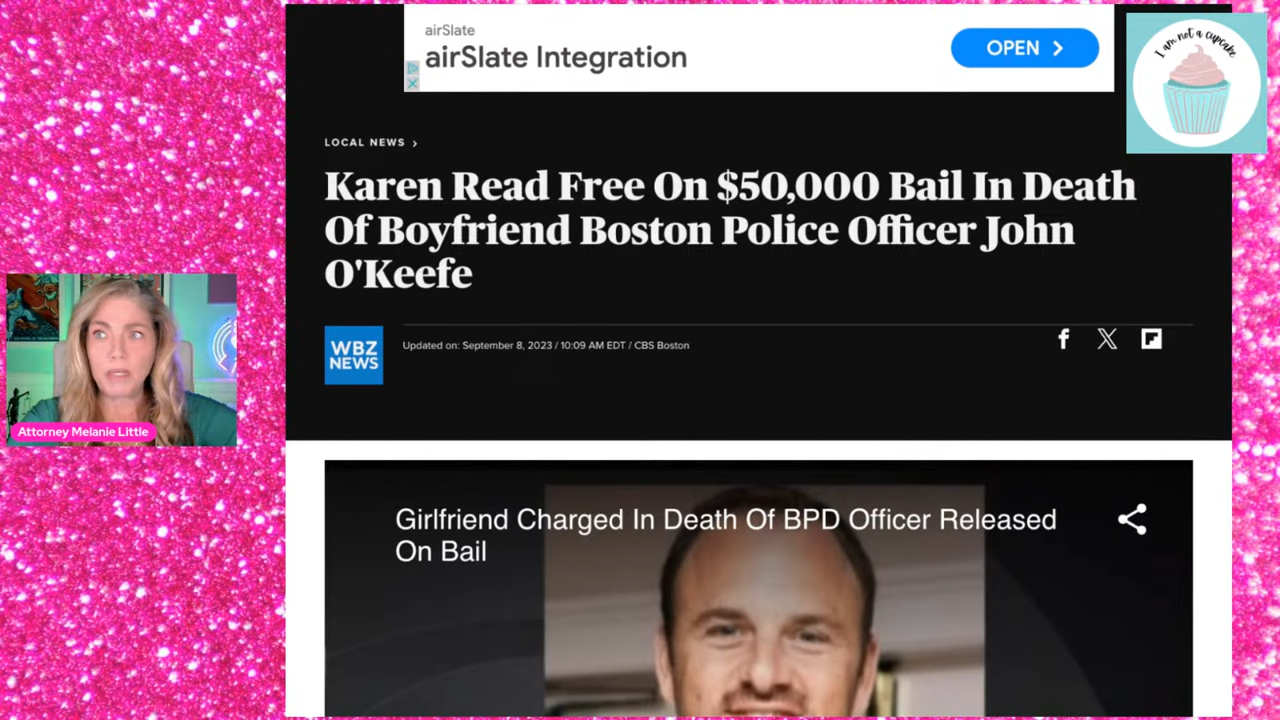 airSlate
airSlate Integration
OPEN
I am not a cupcake
LOCAL NEWS
Karen Read Free On $50,000 Bail In Death
Of Boyfriend Boston Police Officer John
O'Keefe
WBZ
NEWS
Updated on: September 8, 2023 / 10:09 AM EDT / CBS Boston
Attorney Melanie Little
Girlfriend Charged In Death Of BPD Officer Released
On Bail